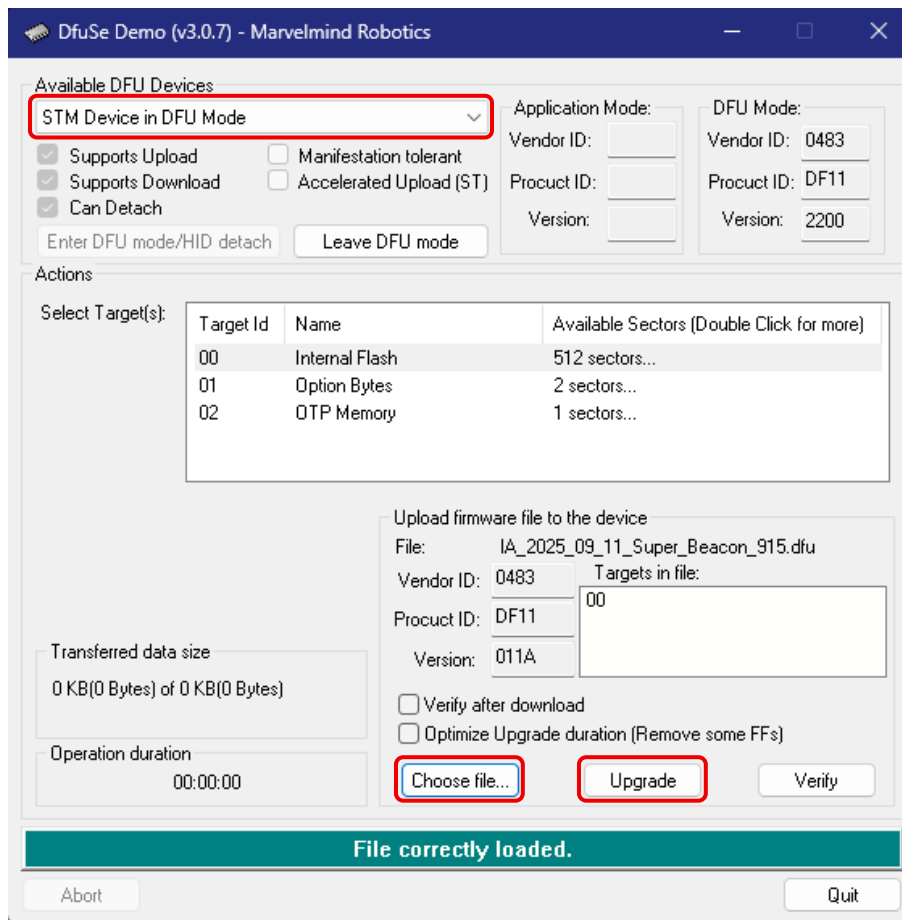 DfuSe Demo (v3.0.7) - Marvelmind Robotics
Available DFU Devices
STM Device in DFU Mode
Supports Upload
Manifestation tolerant
Supports Download
Accelerated Upload (ST)
Can Detach
Enter DFU mode/HID detach
Leave DFU mode
Application Mode:
Vendor ID:
Procuct ID:
Version:
DFU Mode:
Vendor ID: 0483
Procuct ID: DF11
Version: 2200
Actions
Select Target(s):
Target Id Name Available Sectors (Double Click for more)
00 Internal Flash 512 sectors...
01 Option Bytes 2 sectors...
02 OTP Memory 1 sectors...
Upload firmware file to the device
File: IA_2025_09_11_Super_Beacon_915.dfu
Vendor ID: 0483
Procuct ID: DF11
Version: 011A
Targets in file:
00
Transferred data size
0 KB(0 Bytes) of 0 KB(0 Bytes)
Verify after download
Optimize Upgrade duration (Remove some FFs)
Operation duration
00:00:00
Choose file...
Upgrade
Verify
File correctly loaded.
Abort
Quit